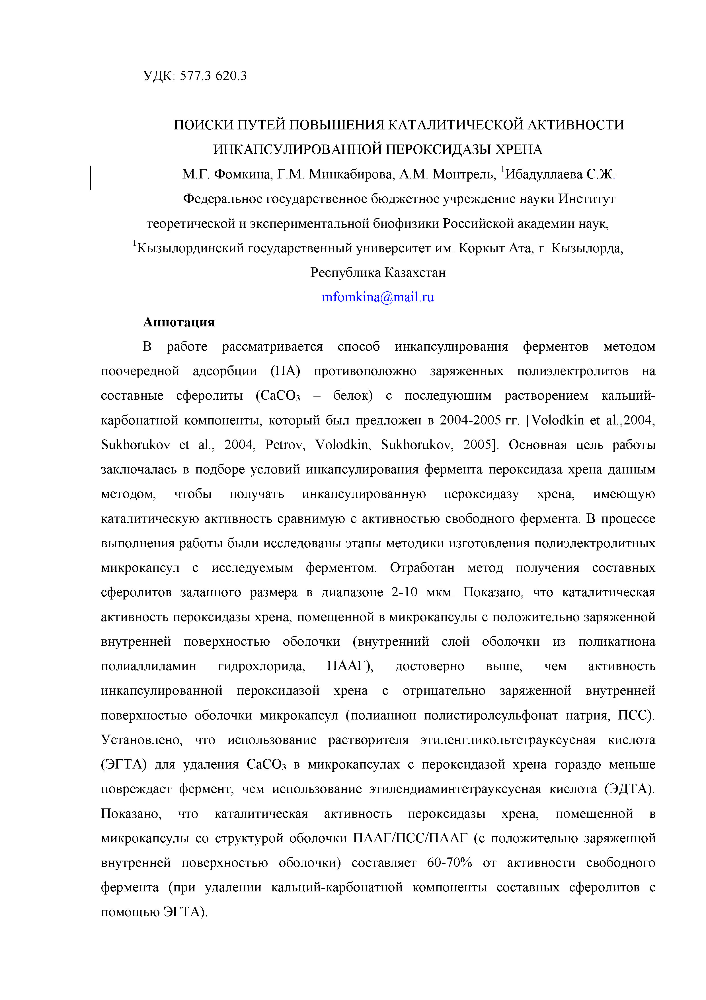 УДК: 577.3 620.3
ПОИСКИ ПУТЕЙ ПОВЫШЕНИЯ КАТАЛИТИЧЕСКОЙ АКТИВНОСТИ
ИНКАПСУЛИРОВАННОЙ ПЕРОКСИДАЗЫ ХРЕНА
М.Г. Фомкина, Г.М. Минкабирова, А.М. Монтрель, ¹Ибадуллаева С.Ж.
Федеральное государственное бюджетное учреждение науки Институт
теоретической и экспериментальной биофизики Российской академии наук,
¹Кызылординский государственный университет им. Коркыт Ата, г. Кызылорда,
Республика Казахстан
mfomkina@mail.ru
Аннотация
В работе рассматривается способ инкапсулирования ферментов методом
поочередной адсорбции (ПА) противоположно заряженных полиэлектролитов на
составные сферолиты (CaCO₃ – белок) с последующим растворением кальций-
карбонатной компоненты, который был предложен в 2004-2005 гг. [Volodkin et al.,2004,
Sukhorukov et al., 2004, Petrov, Volodkin, Sukhorukov, 2005]. Основная цель работы
заключалась в подборе условий инкапсулирования фермента пероксидаза хрена данным
методом, чтобы получать инкапсулированную пероксидазу хрена, имеющую
каталитическую активность сравнимую с активностью свободного фермента. В процессе
выполнения работы были исследованы этапы методики изготовления полиэлектролитных
микрокапсул с исследуемым ферментом. Отработан метод получения составных
сферолитов заданного размера в диапазоне 2-10 мкм. Показано, что каталитическая
активность пероксидазы хрена, помещенной в микрокапсулы с положительно заряженной
внутренней поверхностью оболочки (внутренний слой оболочки из поликатиона
полиаллиламин гидрохлорида, ПААГ), достоверно выше, чем активность
инкапсулированной пероксидазой хрена с отрицательно заряженной внутренней
поверхностью оболочки микрокапсул (полианион полистиролсульфонат натрия, ПСС).
Установлено, что использование растворителя этиленгликольтетрауксусная кислота
(ЭГТА) для удаления CaCO₃ в микрокапсулах с пероксидазой хрена гораздо меньше
повреждает фермент, чем использование этилендиаминтетрауксусная кислота (ЭДТА).
Показано, что каталитическая активность пероксидазы хрена, помещенной в
микрокапсулы со структурой оболочки ПААГ/ПСС/ПААГ (с положительно заряженной
внутренней поверхностью оболочки) составляет 60-70% от активности свободного
фермента (при удалении кальций-карбонатной компоненты составных сферолитов с
помощью ЭГТА).